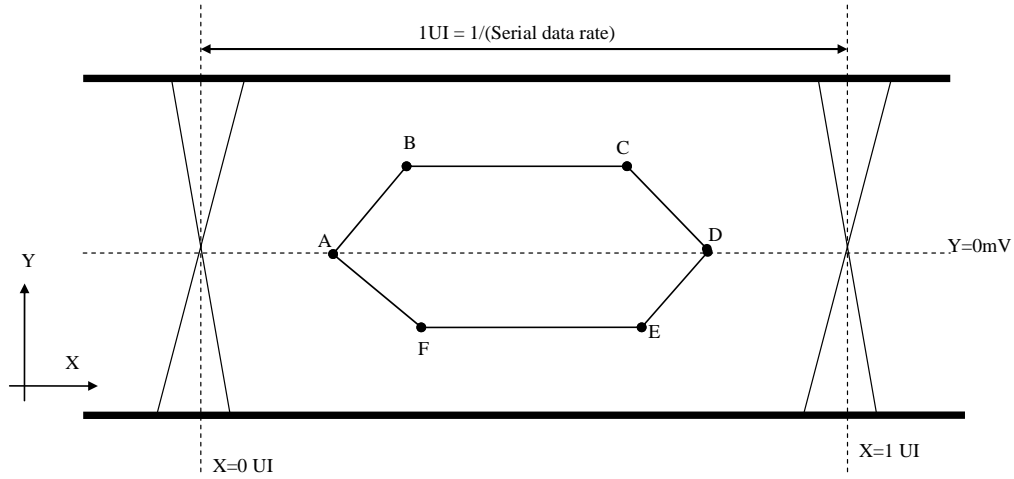 1UI = 1/(Serial data rate)
B
C
A
D
Y=0mV
Y
F
E
X
X=1 UI
X=0 UI